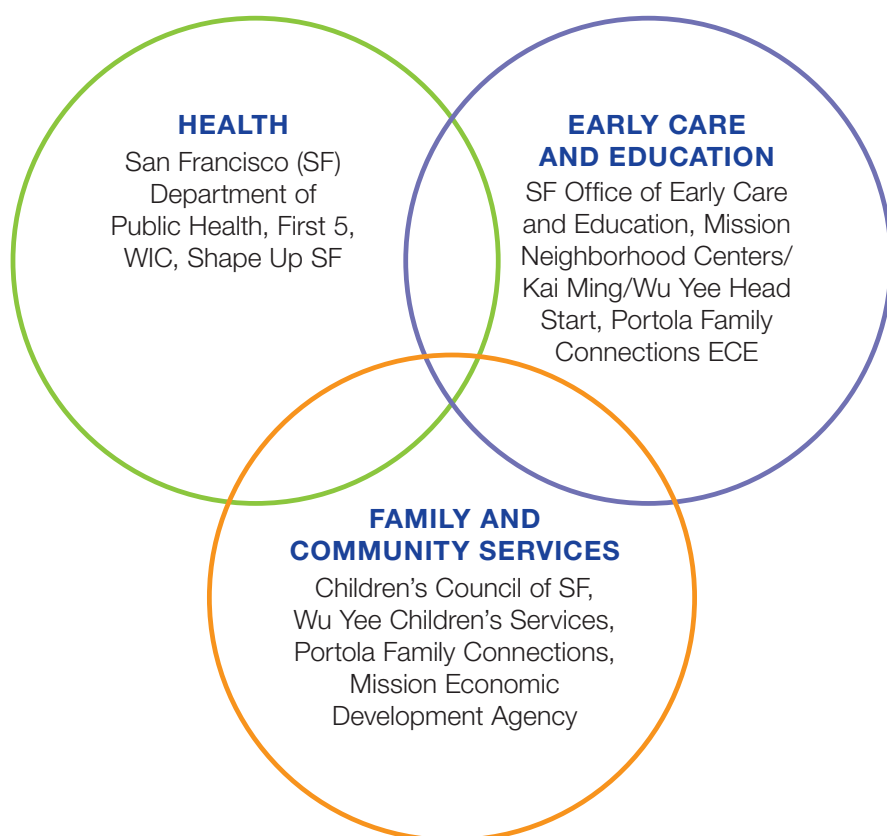 HEALTH
San Francisco (SF)
Department of
Public Health, First 5,
WIC, Shape Up SF
EARLY CARE
AND EDUCATION
SF Office of Early Care
and Education, Mission
Neighborhood Centers/
Kai Ming/Wu Yee Head
Start, Portola Family
Connections ECE
FAMILY AND
COMMUNITY SERVICES
Children’s Council of SF,
Wu Yee Children’s Services,
Portola Family Connections,
Mission Economic
Development Agency